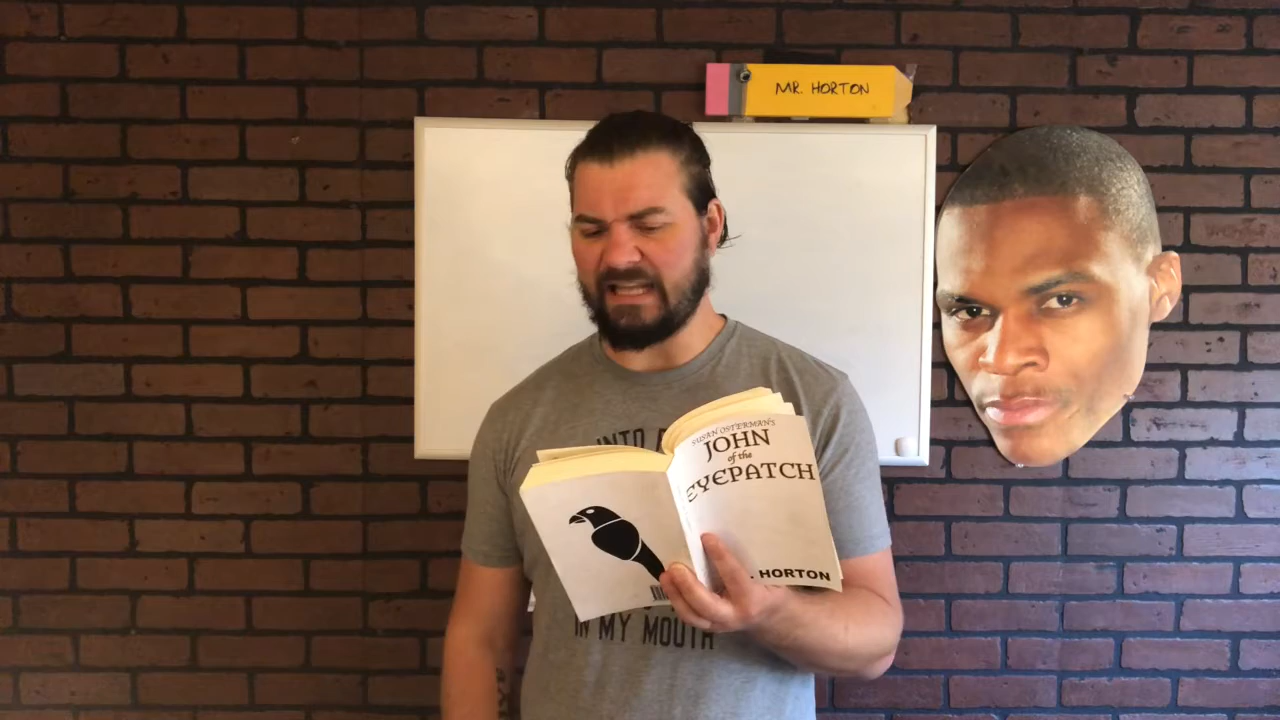 MR. HORTON
INTO A
SUSAN OSTERMAN'S
JOHN
of the
EYEPATCH
. HORTON
IN MY MOUTH